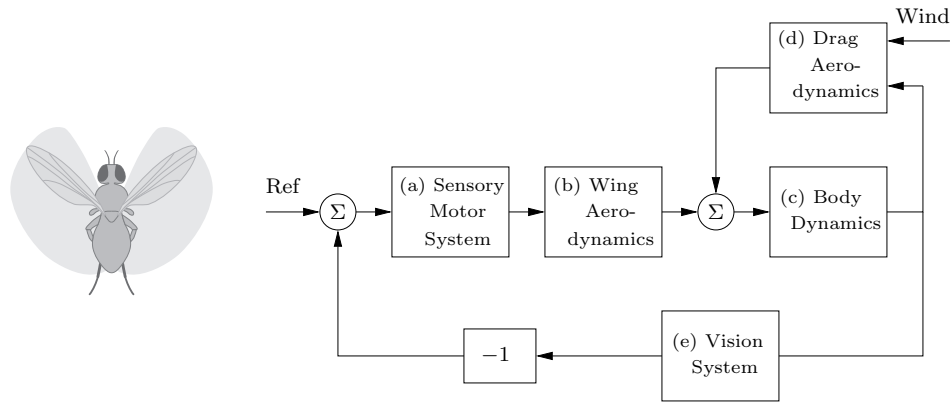 Wind
(d) Drag
Aero-
dynamics
Ref
Σ
(a) Sensory
Motor
System
(b) Wing
Aero-
dynamics
Σ
(c) Body
Dynamics
−1
(e) Vision
System